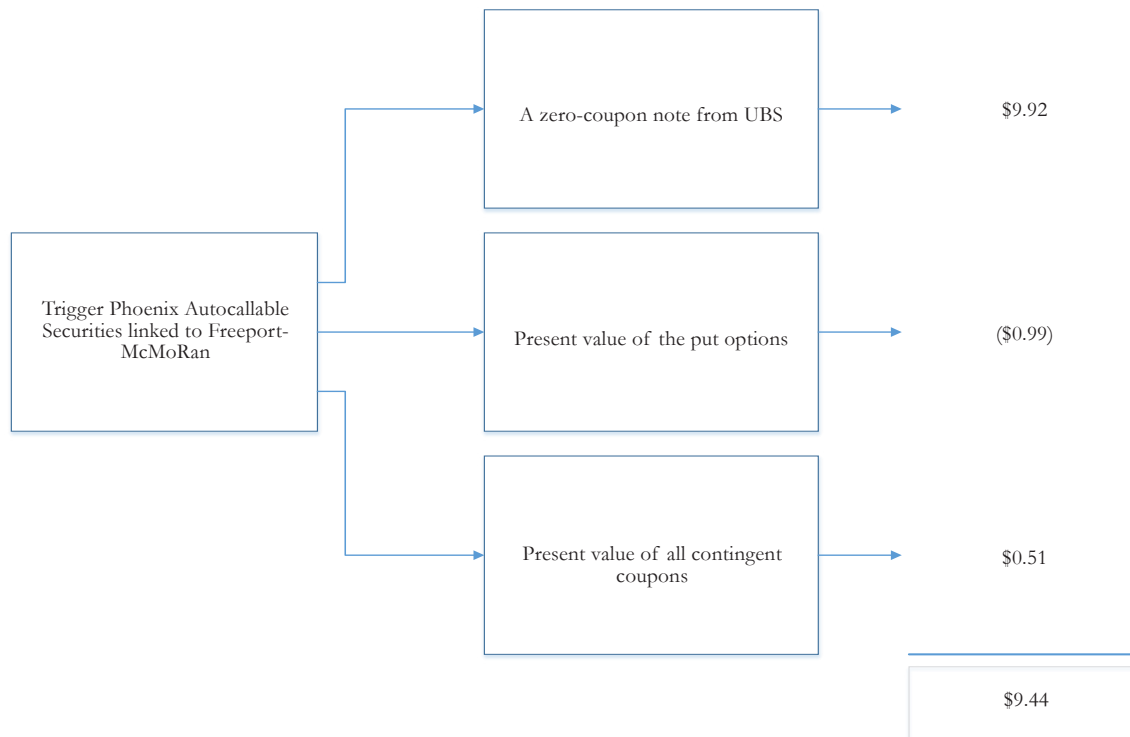 A zero-coupon note from UBS
$9.92
Trigger Phoenix Autocallable
Securities linked to Freeport-
McMoRan
Present value of the put options
($0.99)
Present value of all contingent
coupons
$0.51
$9.44